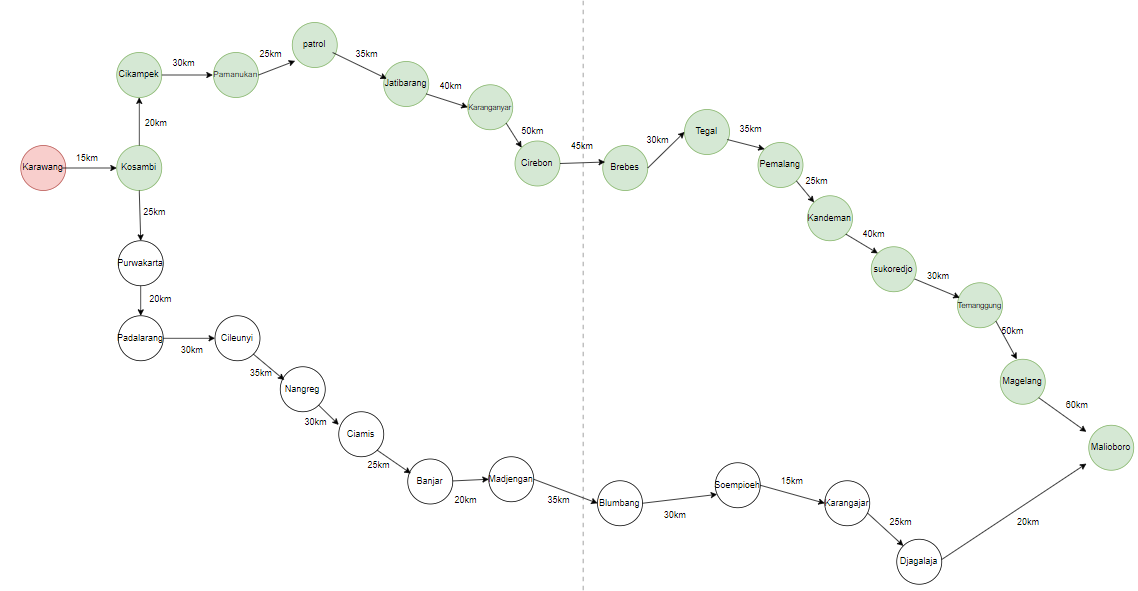 patrol
25km
35km
30km
Cikampek
Pamanukan
Jatibarang
40km
Karanganyar
20km
50km
Tegal
35km
30km
45km
15km
Karawang
Kosambi
Cirebon
Brebes
Pemalang
25km
25km
Kandeman
40km
Purwakarta
sukoredjo
30km
20km
Temanggung
50km
Padalarang
Cileunyi
30km
35km
Nangreg
Magelang
60km
30km
Ciamis
Malioboro
25km
Banjar
Madjengan
20km
35km
Blumbang
30km
Soempioeh
15km
Karangajar
25km
20km
Djagalaja